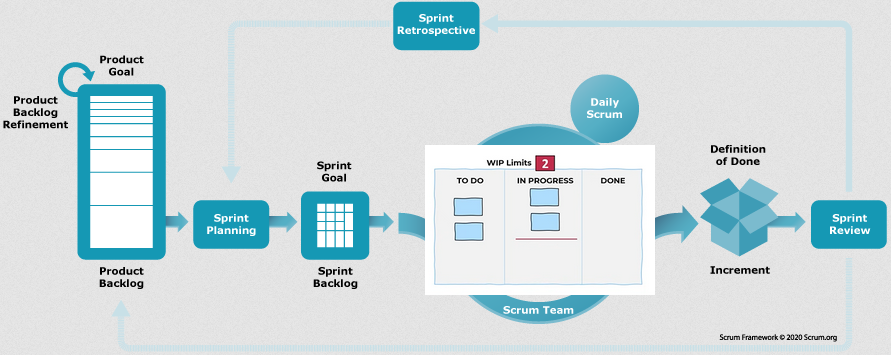 Sprint
Retrospective
Product
Goal
Product
Backlog
Refinement
Daily
Scrum
WIP Limits 2
TO DO
IN PROGRESS
DONE
Definition
of Done
Sprint
Goal
Sprint
Planning
Sprint
Review
Product
Backlog
Sprint
Backlog
Increment
Scrum Team
Scrum Framework © 2020 Scrum.org